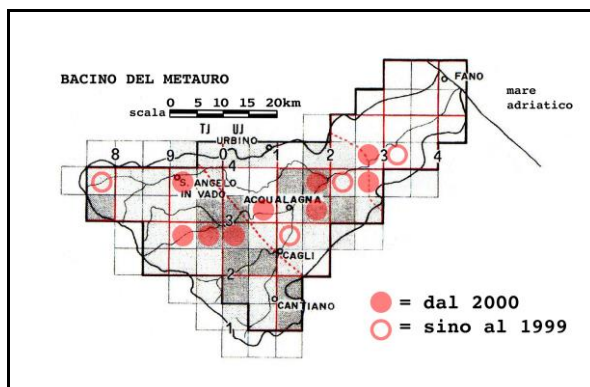 BACINO DEL METAURO
scala
0 5 10 15 20km
TJ UJ
FANO
mare
adriatico
URBINO
8 9 0 1 2 3 4
4
S. ANGELO
IN VADO
ACQUALAGNA
3
CAGLI
2
CANTIANO
1
= dal 2000
= sino al 1999